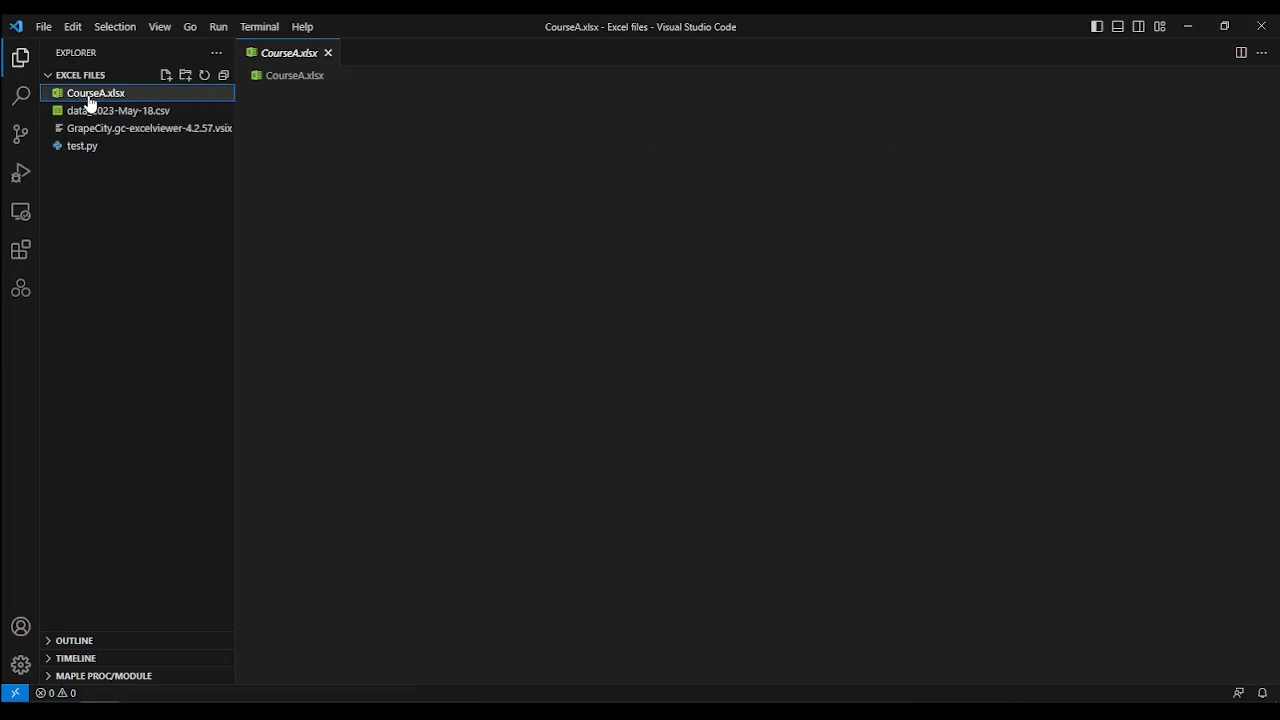 File Edit Selection View Go Run Terminal Help
CourseA.xlsx - Excel files - Visual Studio Code
EXPLORER
CourseA.xlsx
EXCEL FILES
CourseA.xlsx
CourseA.xlsx
data_2023-May-18.csv
GrapeCity.gc-excelviewer-4.2.57.vsix
test.py
OUTLINE
TIMELINE
MAPLE PROC/MODULE
0 0